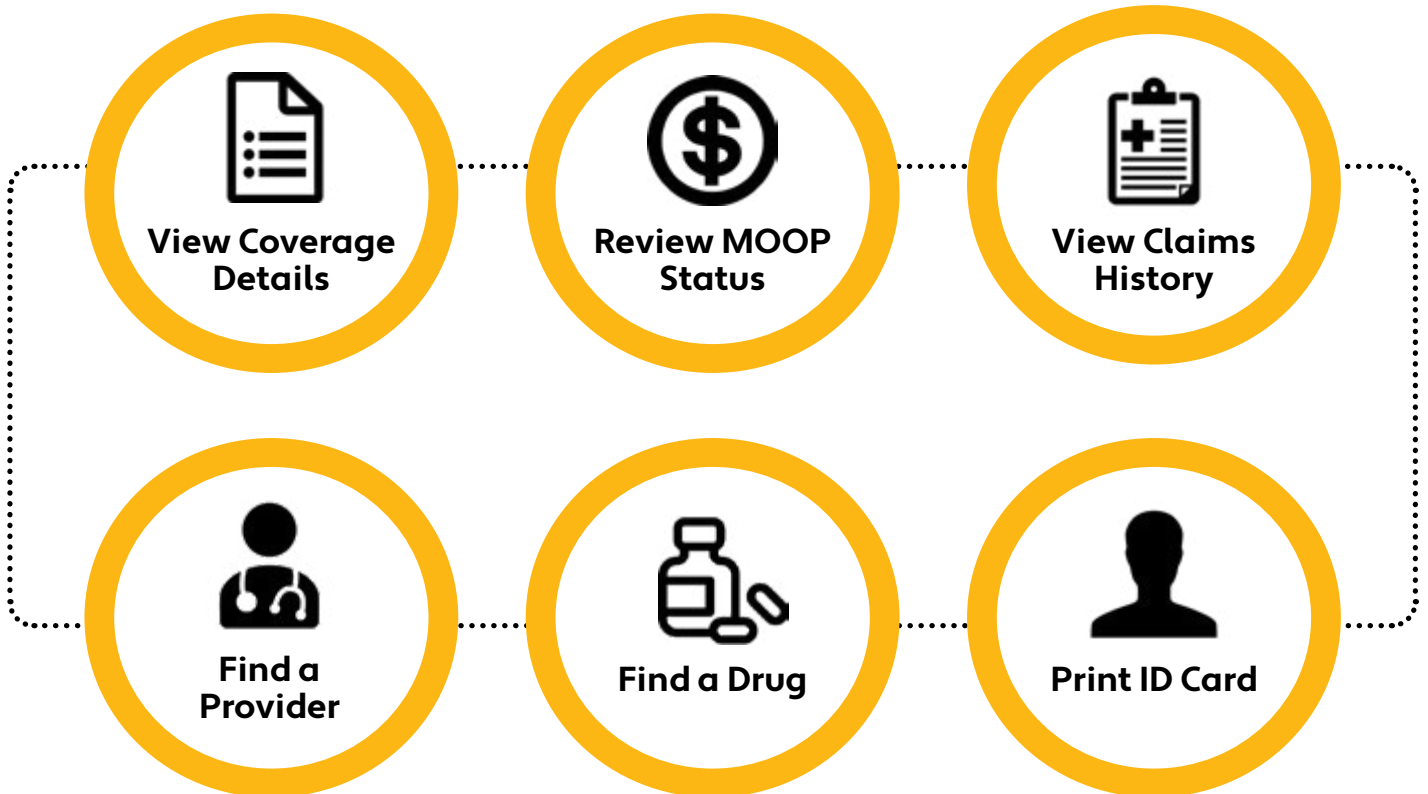 View Coverage
Details
Review MOOP
Status
View Claims
History
Find a
Provider
Find a Drug
Print ID Card